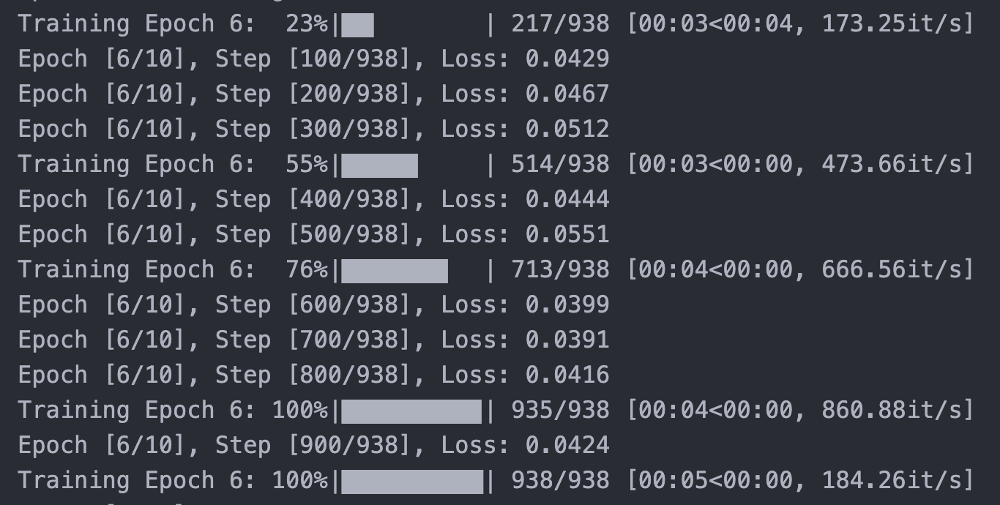 Training Epoch 6:  23%|██        | 217/938 [00:03<00:04, 173.25it/s]
Epoch [6/10], Step [100/938], Loss: 0.0429
Epoch [6/10], Step [200/938], Loss: 0.0467
Epoch [6/10], Step [300/938], Loss: 0.0512
Training Epoch 6:  55%|█████     | 514/938 [00:03<00:00, 473.66it/s]
Epoch [6/10], Step [400/938], Loss: 0.0444
Epoch [6/10], Step [500/938], Loss: 0.0551
Training Epoch 6:  76%|███████   | 713/938 [00:04<00:00, 666.56it/s]
Epoch [6/10], Step [600/938], Loss: 0.0399
Epoch [6/10], Step [700/938], Loss: 0.0391
Epoch [6/10], Step [800/938], Loss: 0.0416
Training Epoch 6: 100%|█████████▉| 935/938 [00:04<00:00, 860.88it/s]
Epoch [6/10], Step [900/938], Loss: 0.0424
Training Epoch 6: 100%|██████████| 938/938 [00:05<00:00, 184.26it/s]